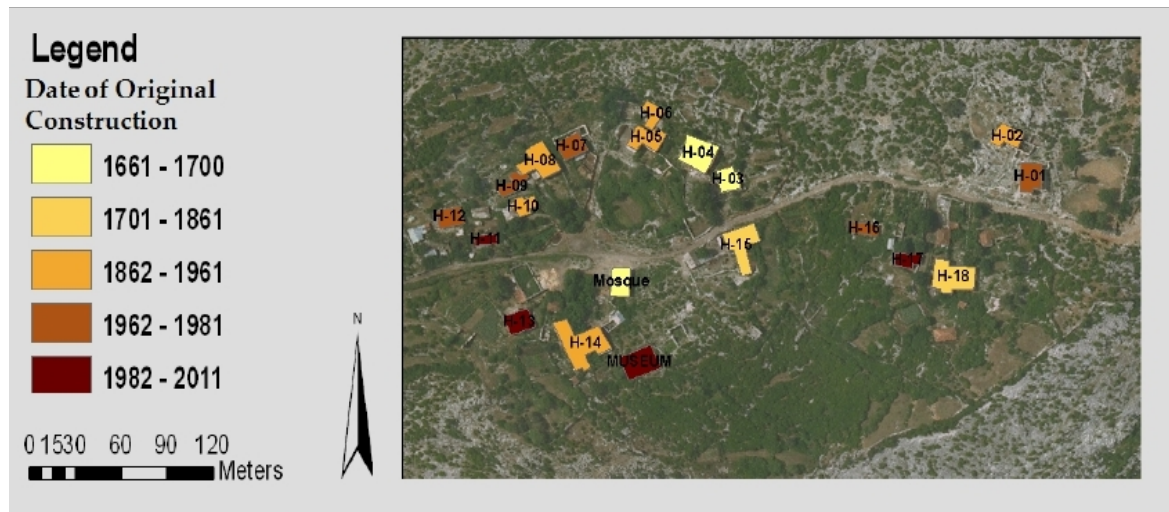 Legend
Date of Original
Construction
1661 - 1700
1701 - 1861
1862 - 1961
1962 - 1981
1982 - 2011
0 15 30 60 90 120
Meters
N
H-06
H-05
H-04
H-03
H-02
H-01
H-07
H-08
H-09
H-10
H-12
H-11
H-15
H-16
H-17
H-18
Mosque
H-13
H-14
MUSEUM